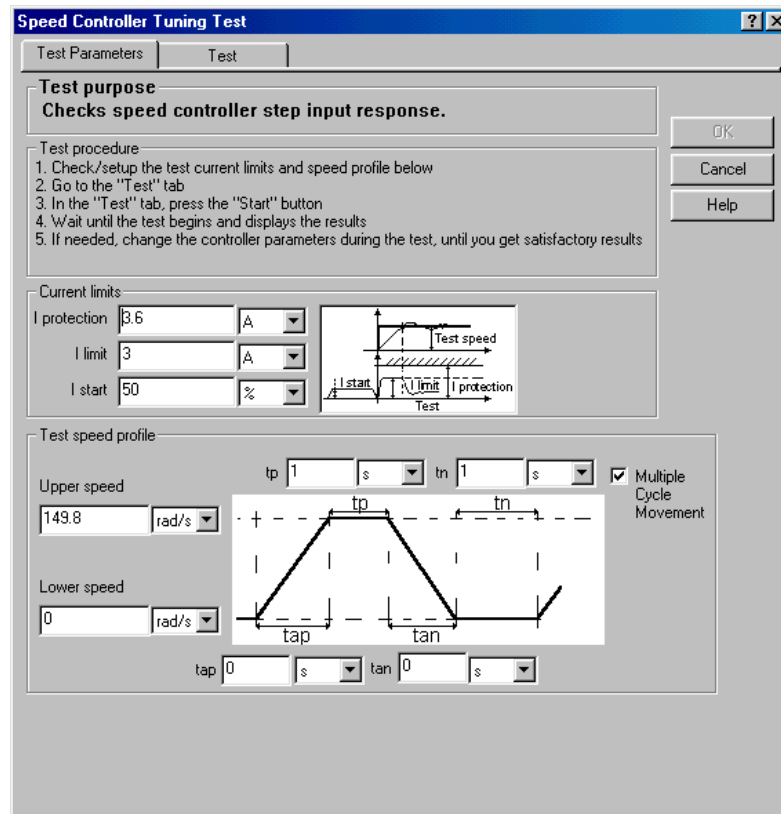 Speed Controller Tuning Test
Test Parameters
Test
Test purpose
Checks speed controller step input response.
OK
Cancel
Help
Test procedure
1. Check/setup the test current limits and speed profile below
2. Go to the "Test" tab
3. In the "Test" tab, press the "Start" button
4. Wait until the test begins and displays the results
5. If needed, change the controller parameters during the test, until you get satisfactory results
Current limits
I protection 3.6 A
I limit 3 A
I start 50 %
Test speed
I start I limit I protection
Test
Test speed profile
tp 1 s tn 1 s
Multiple
Cycle
Movement
Upper speed
149.8 rad/s
tp tn
Lower speed
0 rad/s
tap tan
tap 0 s tan 0 s